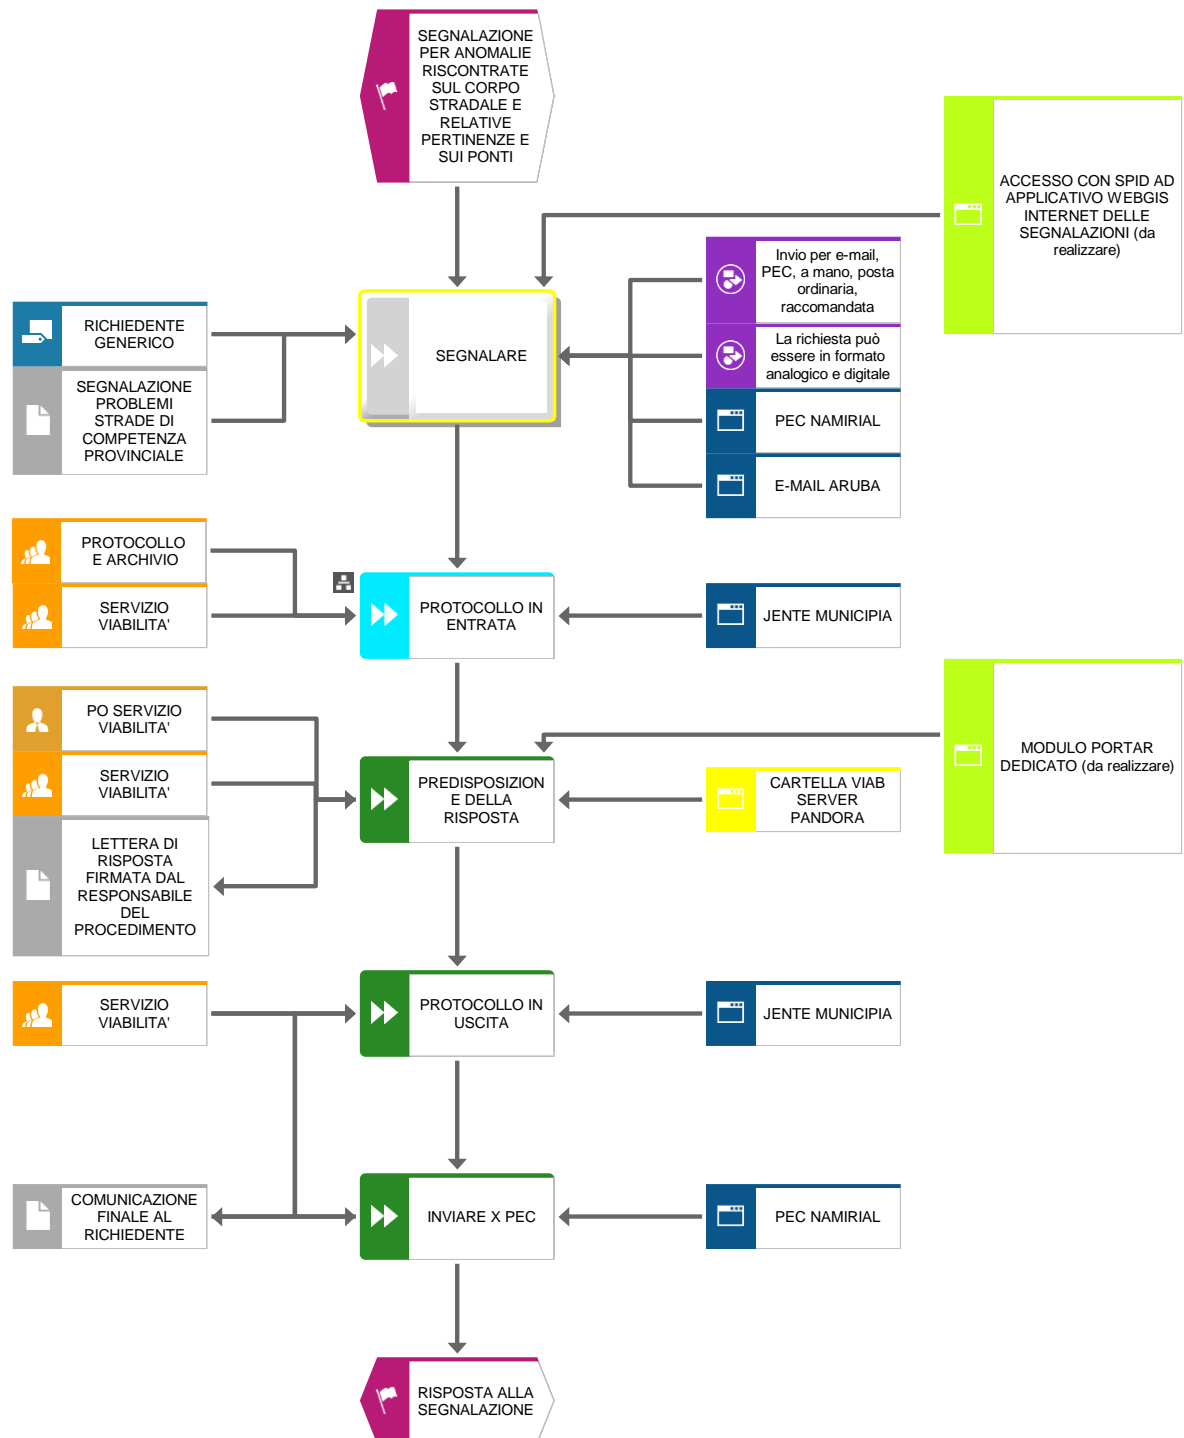 SEGNALAZIONE
PER ANOMALIE
RISCONTRATE
SUL CORPO
STRADALE E
RELATIVE
PERTINENZE E
SUI PONTI
ACCESSO CON SPID AD
APPLICATIVO WEBGIS
INTERNET DELLE
SEGNALAZIONI (da
realizzare)
Invio per e-mail,
PEC, a mano, posta
ordinaria,
raccomandata
RICHIEDENTE
GENERICO
SEGNALARE
La richiesta può
essere in formato
analogico e digitale
SEGNALAZIONE
PROBLEMI
STRADE DI
COMPETENZA
PROVINCIALE
PEC NAMIRIAL
E-MAIL ARUBA
PROTOCOLLO
E ARCHIVIO
SERVIZIO
VIABILITA'
PROTOCOLLO IN
ENTRATA
JENTE MUNICIPIA
PO SERVIZIO
VIABILITA'
SERVIZIO
VIABILITA'
PREDISPOSIZION
E DELLA
RISPOSTA
CARTELLA VIAB
SERVER
PANDORA
MODULO PORTAR
DEDICATO (da realizzare)
LETTERA DI
RISPOSTA
FIRMATA DAL
RESPONSABILE
DEL
PROCEDIMENTO
SERVIZIO
VIABILITA'
PROTOCOLLO IN
USCITA
JENTE MUNICIPIA
COMUNICAZIONE
FINALE AL
RICHIEDENTE
INVIARE X PEC
PEC NAMIRIAL
RISPOSTA ALLA
SEGNALAZIONE